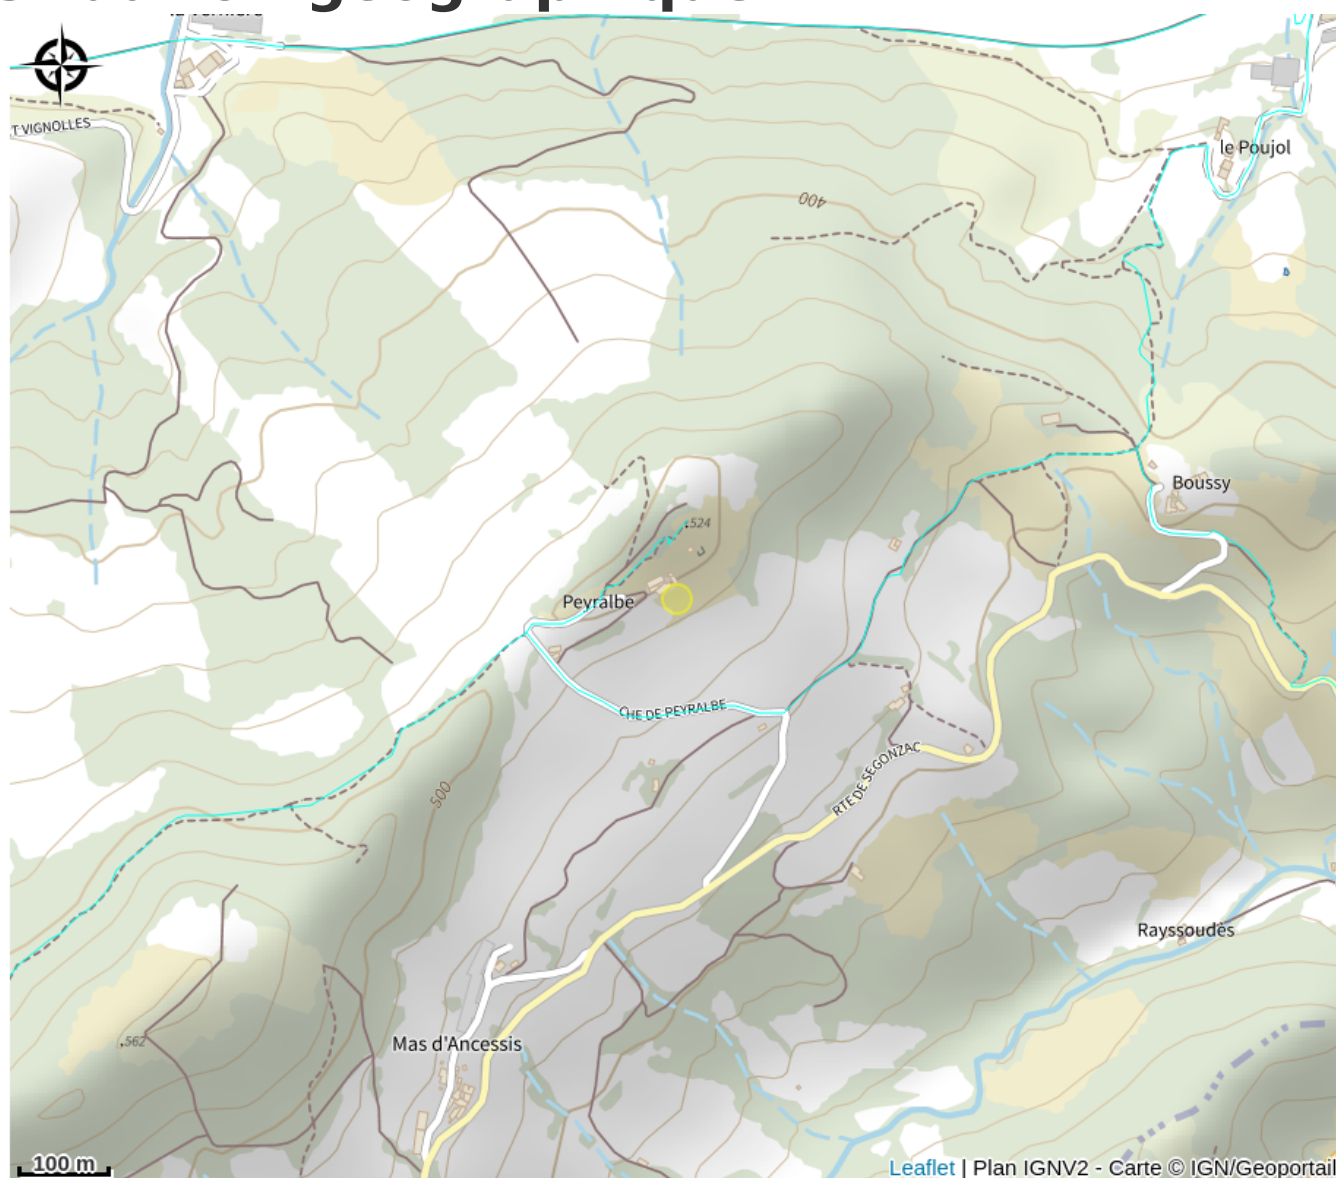 T VIGNOLLES
le Poujol
400
Boussy
524
Peyralbe
CHE DE PEYRALBE
RTE DE SEGONZAC
500
Rayssoudès
Mas d'Ancessis
562
100 m
Leaflet | Plan IGNV2 - Carte © IGN/Geoportail